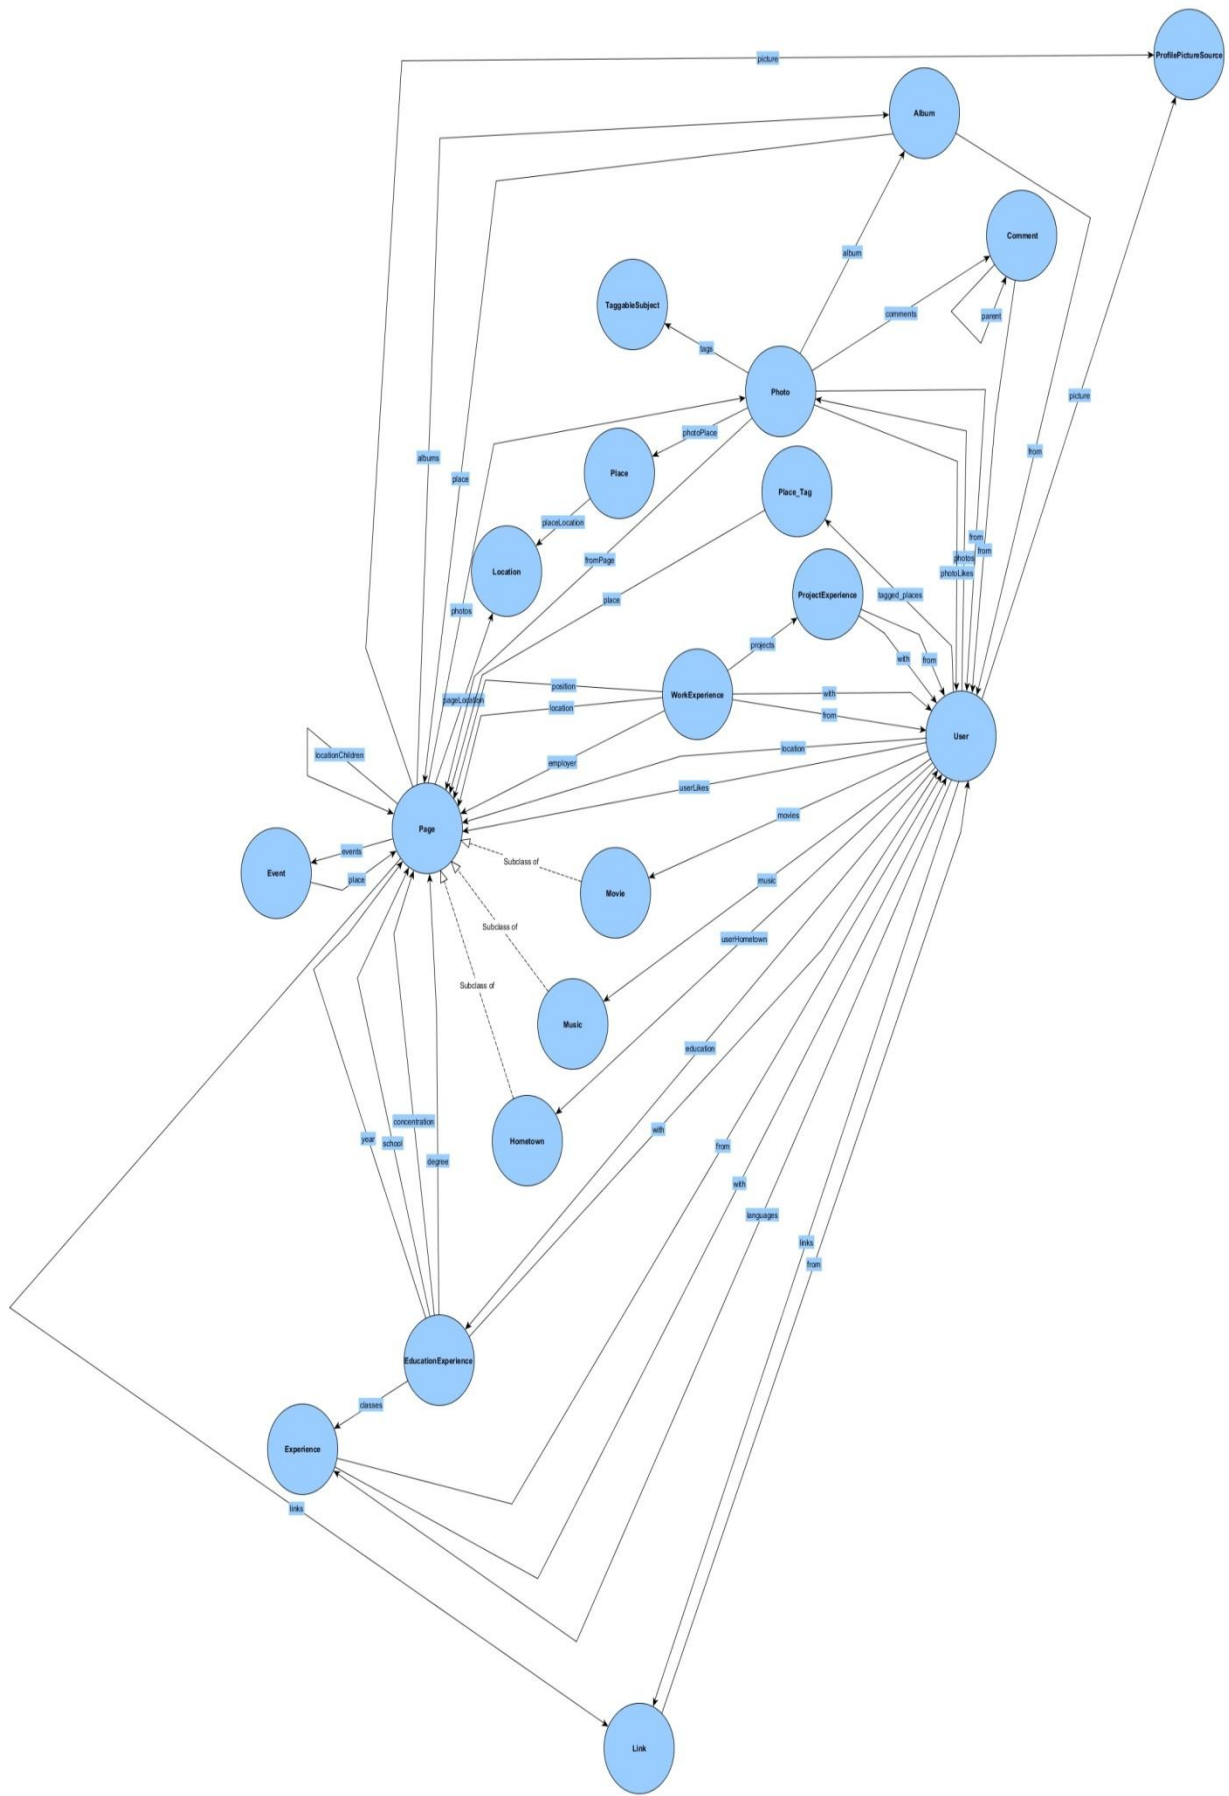 ProfilePictureSource
picture
Album
Comment
album
TaggableSubject
comments
parent
tags
Photo
picture
photoPlace
from
albums
Place
place
Place_Tag
placeLocation
from
from
photos
fromPage
Location
photoLikes
ProjectExperience
tagged_places
place
photos
projects
with
from
position
WorkExperience
with
pageLocation
location
from
User
location
locationChildren
employer
userLikes
movies
Page
events
Subclass of
Event
place
music
Movie
Subclass of
userHometown
Subclass of
Music
education
concentration
with
year
school
Hometown
from
degree
with
languages
links
from
EducationExperience
classes
Experience
links
Link